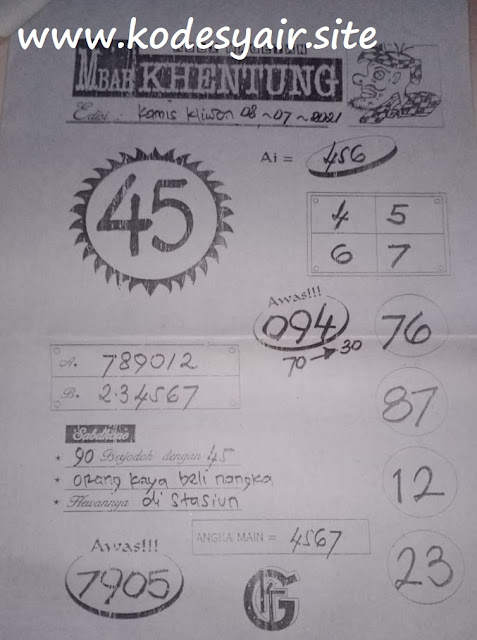 www.kodesyair.site
MBAH KHENTUNG
Edisi : Kamis Kliwon 08~07~2021
Ai = 456
45
4 5
6 7
Awas!!!
094
70 → 30
76
A. 789012
B. 234567
87
Sabdhane
* 90 Berjodoh dengan 45
* orang kaya beli nangka
* Hewannya di stasiun
12
ANGKA MAIN = 4567
Awas!!!
7905
23